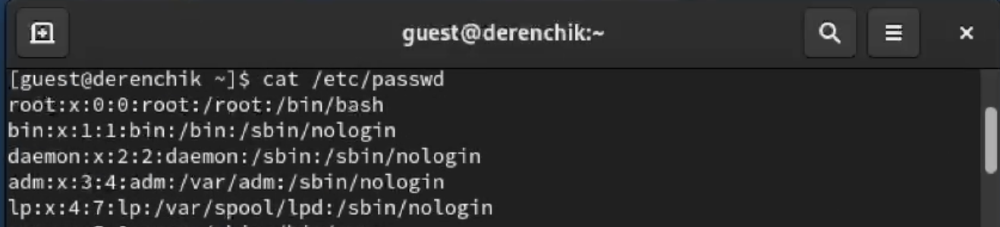 guest@derenchik:~
[guest@derenchik ~]$ cat /etc/passwd
root:x:0:0:root:/root:/bin/bash
bin:x:1:1:bin:/bin:/sbin/nologin
daemon:x:2:2:daemon:/sbin:/sbin/nologin
adm:x:3:4:adm:/var/adm:/sbin/nologin
lp:x:4:7:lp:/var/spool/lpd:/sbin/nologin